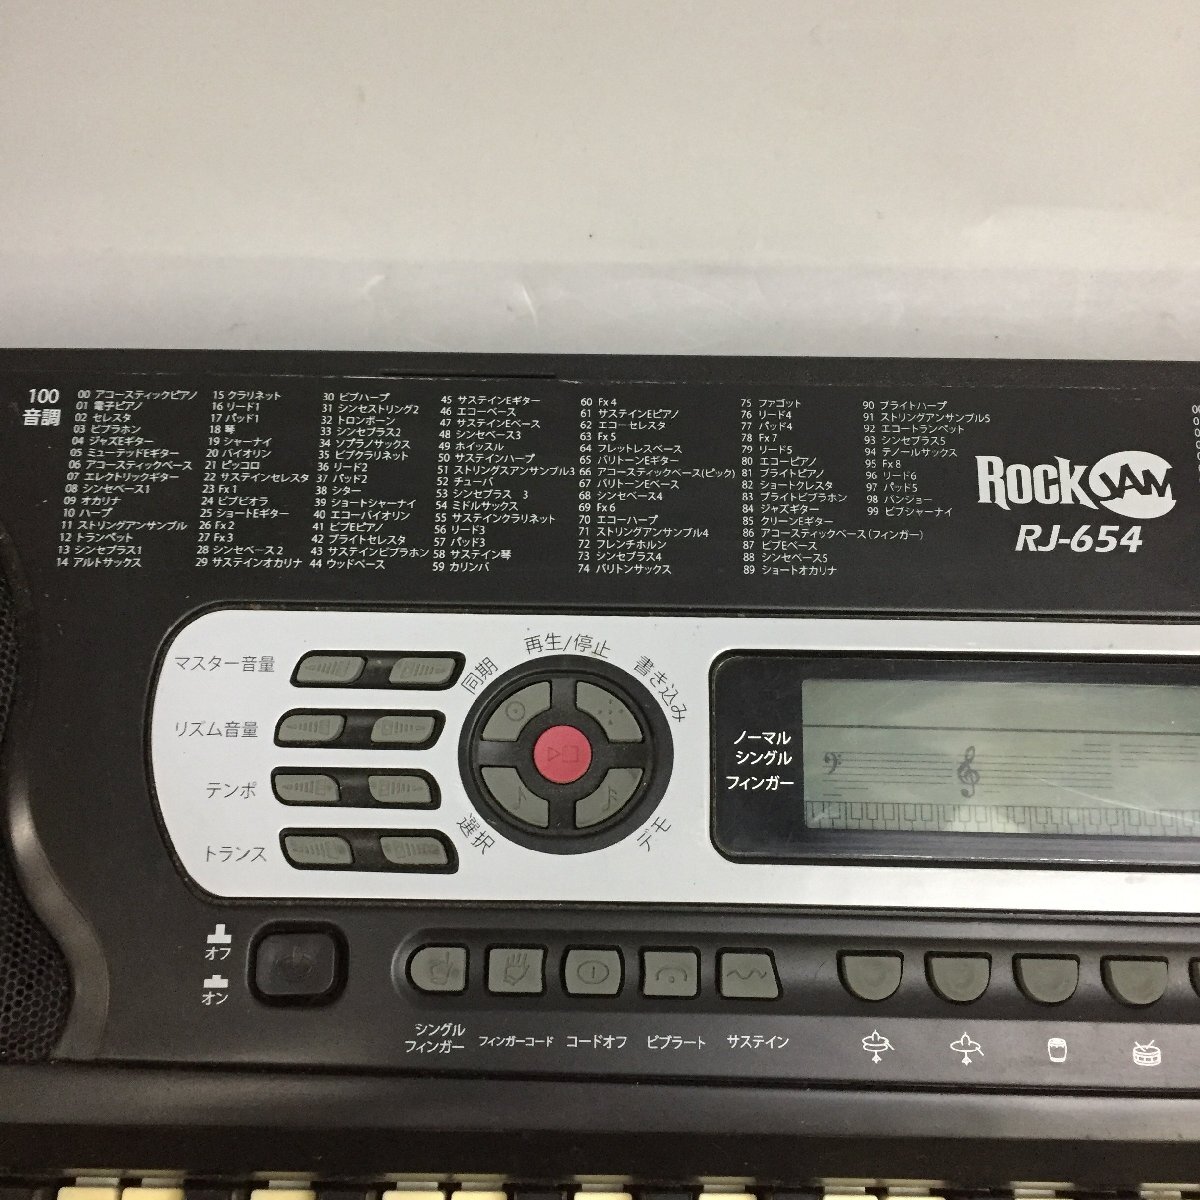 100
音調
00 アコースティックピアノ
01 電子ピアノ
02 セレスタ
03 ビブラホン
04 ジャズEギター
05 ミューテッドEギター
06 アコースティックベース
07 エレクトリックギター
08 シンセベース1
09 オカリナ
10 ハープ
11 ストリングアンサンブル
12 トランペット
13 シンセブラス1
14 アルトサックス
15 クラリネット
16 リード1
17 パッド1
18 琴
19 シャーナイ
20 バイオリン
21 ピッコロ
22 サステインセレスタ
23 Fx 1
24 ビブビオラ
25 ショートEギター
26 Fx 2
27 Fx 3
28 シンセベース2
29 サステインオカリナ
30 ビブハープ
31 シンセストリング2
32 トロンボーン
33 シンセブラス2
34 ソプラノサックス
35 ビブクラリネット
36 リード2
37 パッド2
38 シター
39 ショートシャーナイ
40 エコーバイオリン
41 ビブEピアノ
42 ブライトセレスタ
43 サステインビブラホン
44 ウッドベース
45 サステインEギター
46 エコーベース
47 サステインEベース
48 シンセベース3
49 ホイッスル
50 サステインハープ
51 ストリングスアンサンブル3
52 チューバ
53 シンセブラス 3
54 ミドルサックス
55 サステインクラリネット
56 リード3
57 パッド3
58 サステイン琴
59 カリンバ
60 Fx 4
61 サステインEピアノ
62 エコーセレスタ
63 Fx 5
64 フレットレスベース
65 バリトーンEギター
66 アコースティックベース(ピック)
67 バリトーンEベース
68 シンセベース4
69 Fx 6
70 エコーハープ
71 ストリングアンサンブル4
72 フレンチホルン
73 シンセブラス4
74 バリトンサックス
75 ファゴット
76 リード4
77 パッド4
78 Fx 7
79 リード5
80 エコーピアノ
81 ブライトピアノ
82 ショートクレスタ
83 ブライトビブラホン
84 ジャズギター
85 クリーンEギター
86 アコースティックベース(フィンガー)
87 ビブEベース
88 シンセベース5
89 ショートオカリナ
90 ブライトハープ
91 ストリングアンサンブル5
92 エコートランペット
93 シンセブラス5
94 テノールサックス
95 Fx 8
96 リード6
97 パッド5
98 バンジョー
99 ビブシャーナイ
ROCK JAM
RJ-654
マスター音量
リズム音量
テンポ
トランス
同期
再生/停止
書き込み
選択
デモ
ノーマル
シングル
フィンガー
オフ
オン
シングル
フィンガー
フィンガーコード
コードオフ
ビブラート
サステイン